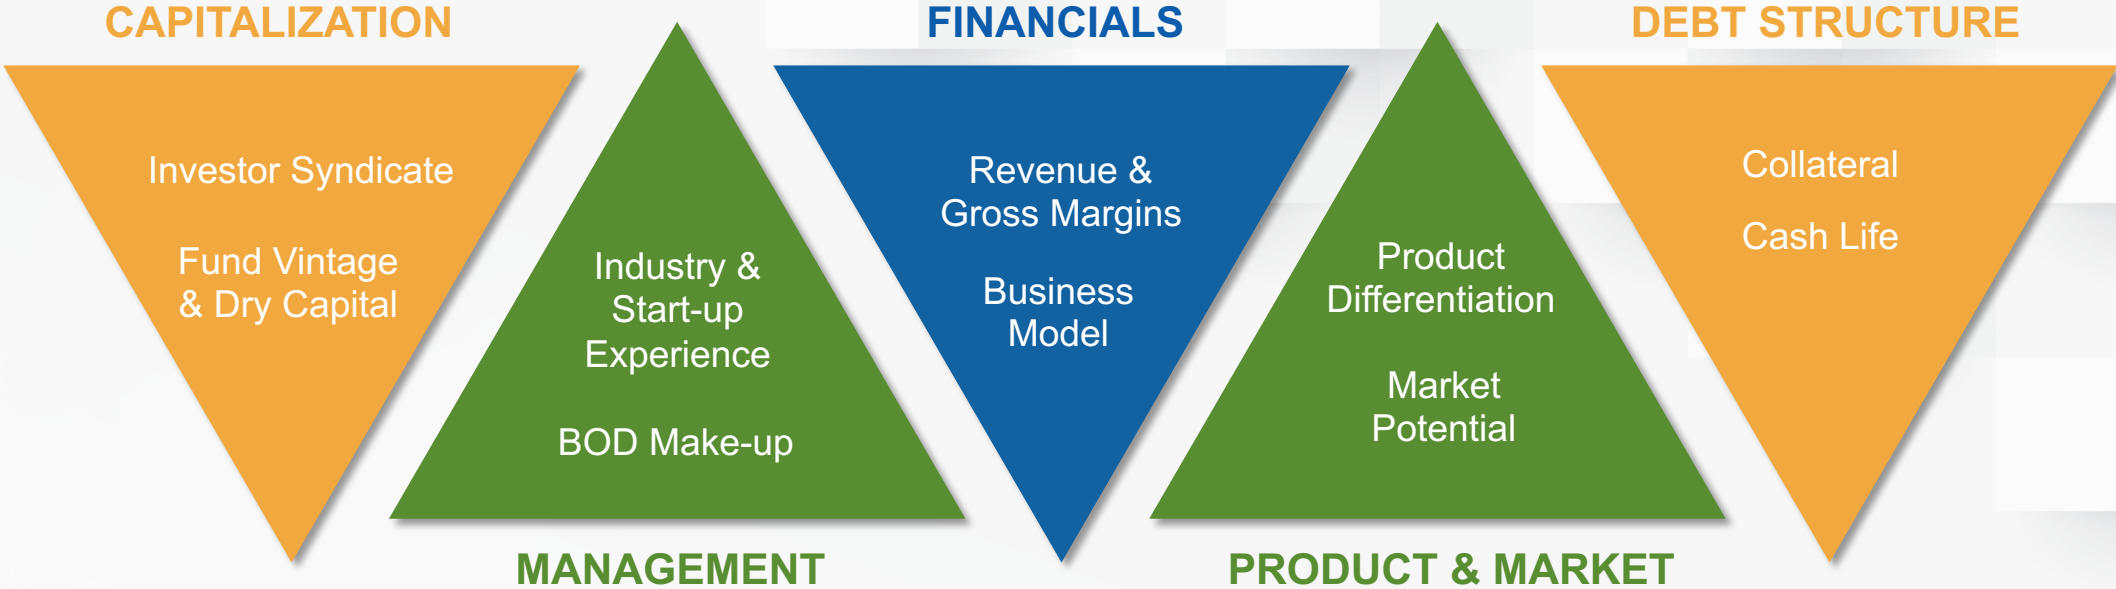 CAPITALIZATION
Investor Syndicate
Fund Vintage
& Dry Capital
Industry &
Start-up
Experience
BOD Make-up
MANAGEMENT
FINANCIALS
Revenue &
Gross Margins
Business
Model
Product
Differentiation
Market
Potential
PRODUCT & MARKET
DEBT STRUCTURE
Collateral
Cash Life